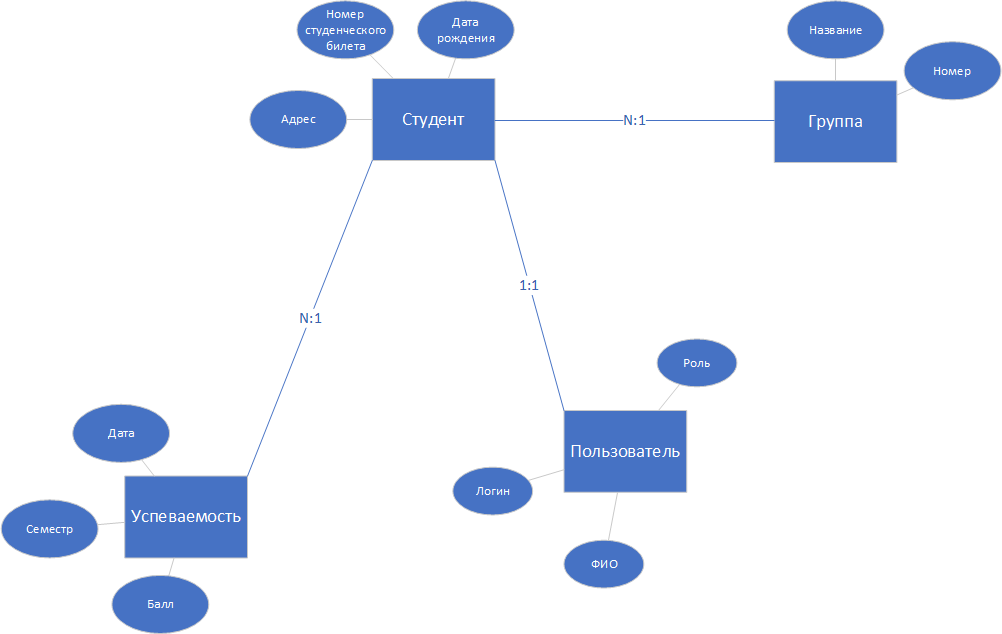 Номер
студенческого
билета
Дата
рождения
Название
Номер
Адрес
Студент
N:1
Группа
1:1
N:1
Роль
Дата
Пользователь
Логин
Успеваемость
Семестр
ФИО
Балл